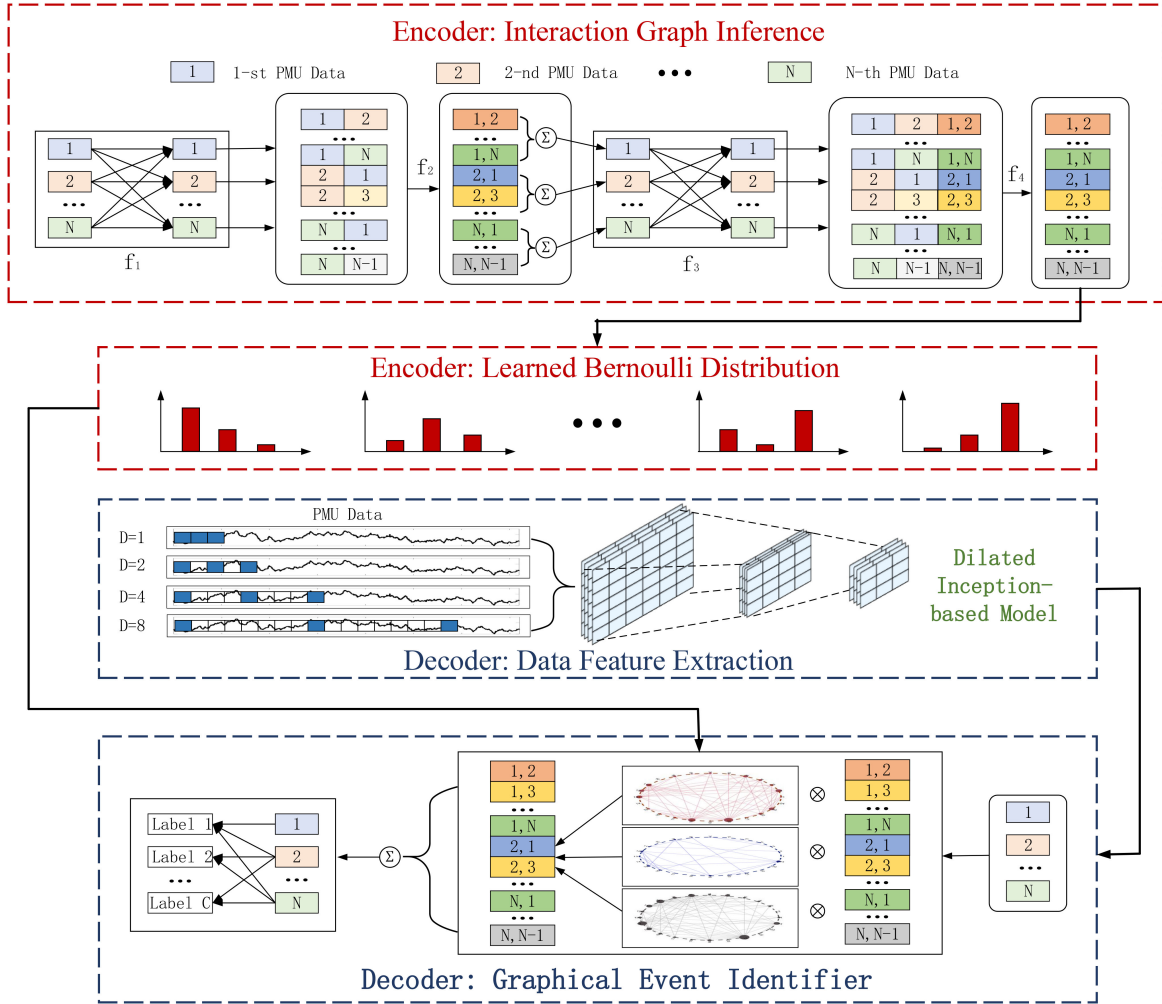 Encoder: Interaction Graph Inference
1 1-st PMU Data 2 2-nd PMU Data ••• N N-th PMU Data
1 1
2 2
••• •••
N N
f1
1 2
•••
1 N
2 1
2 3
•••
N 1
•••
N N-1
f2
1,2
•••
1,N
2,1
2,3
•••
N,1
•••
N,N-1
Σ
Σ
Σ
1 1
2 2
••• •••
N N
f3
1 2 1,2
•••
1 N 1,N
2 1 2,1
2 3 2,3
•••
N 1 N,1
•••
N N-1 N,N-1
f4
1,2
•••
1,N
2,1
2,3
•••
N,1
•••
N,N-1
Encoder: Learned Bernoulli Distribution
•••
PMU Data
D=1
D=2
D=4
D=8
Dilated
Inception-
based Model
Decoder: Data Feature Extraction
Label 1 1
Label 2 2
••• •••
Label C N
Σ
1,2
1,3
•••
1,N
2,1
2,3
•••
N,1
•••
N,N-1
⊗
⊗
⊗
1,2
1,3
•••
1,N
2,1
2,3
•••
N,1
•••
N,N-1
1
2
•••
N
Decoder: Graphical Event Identifier